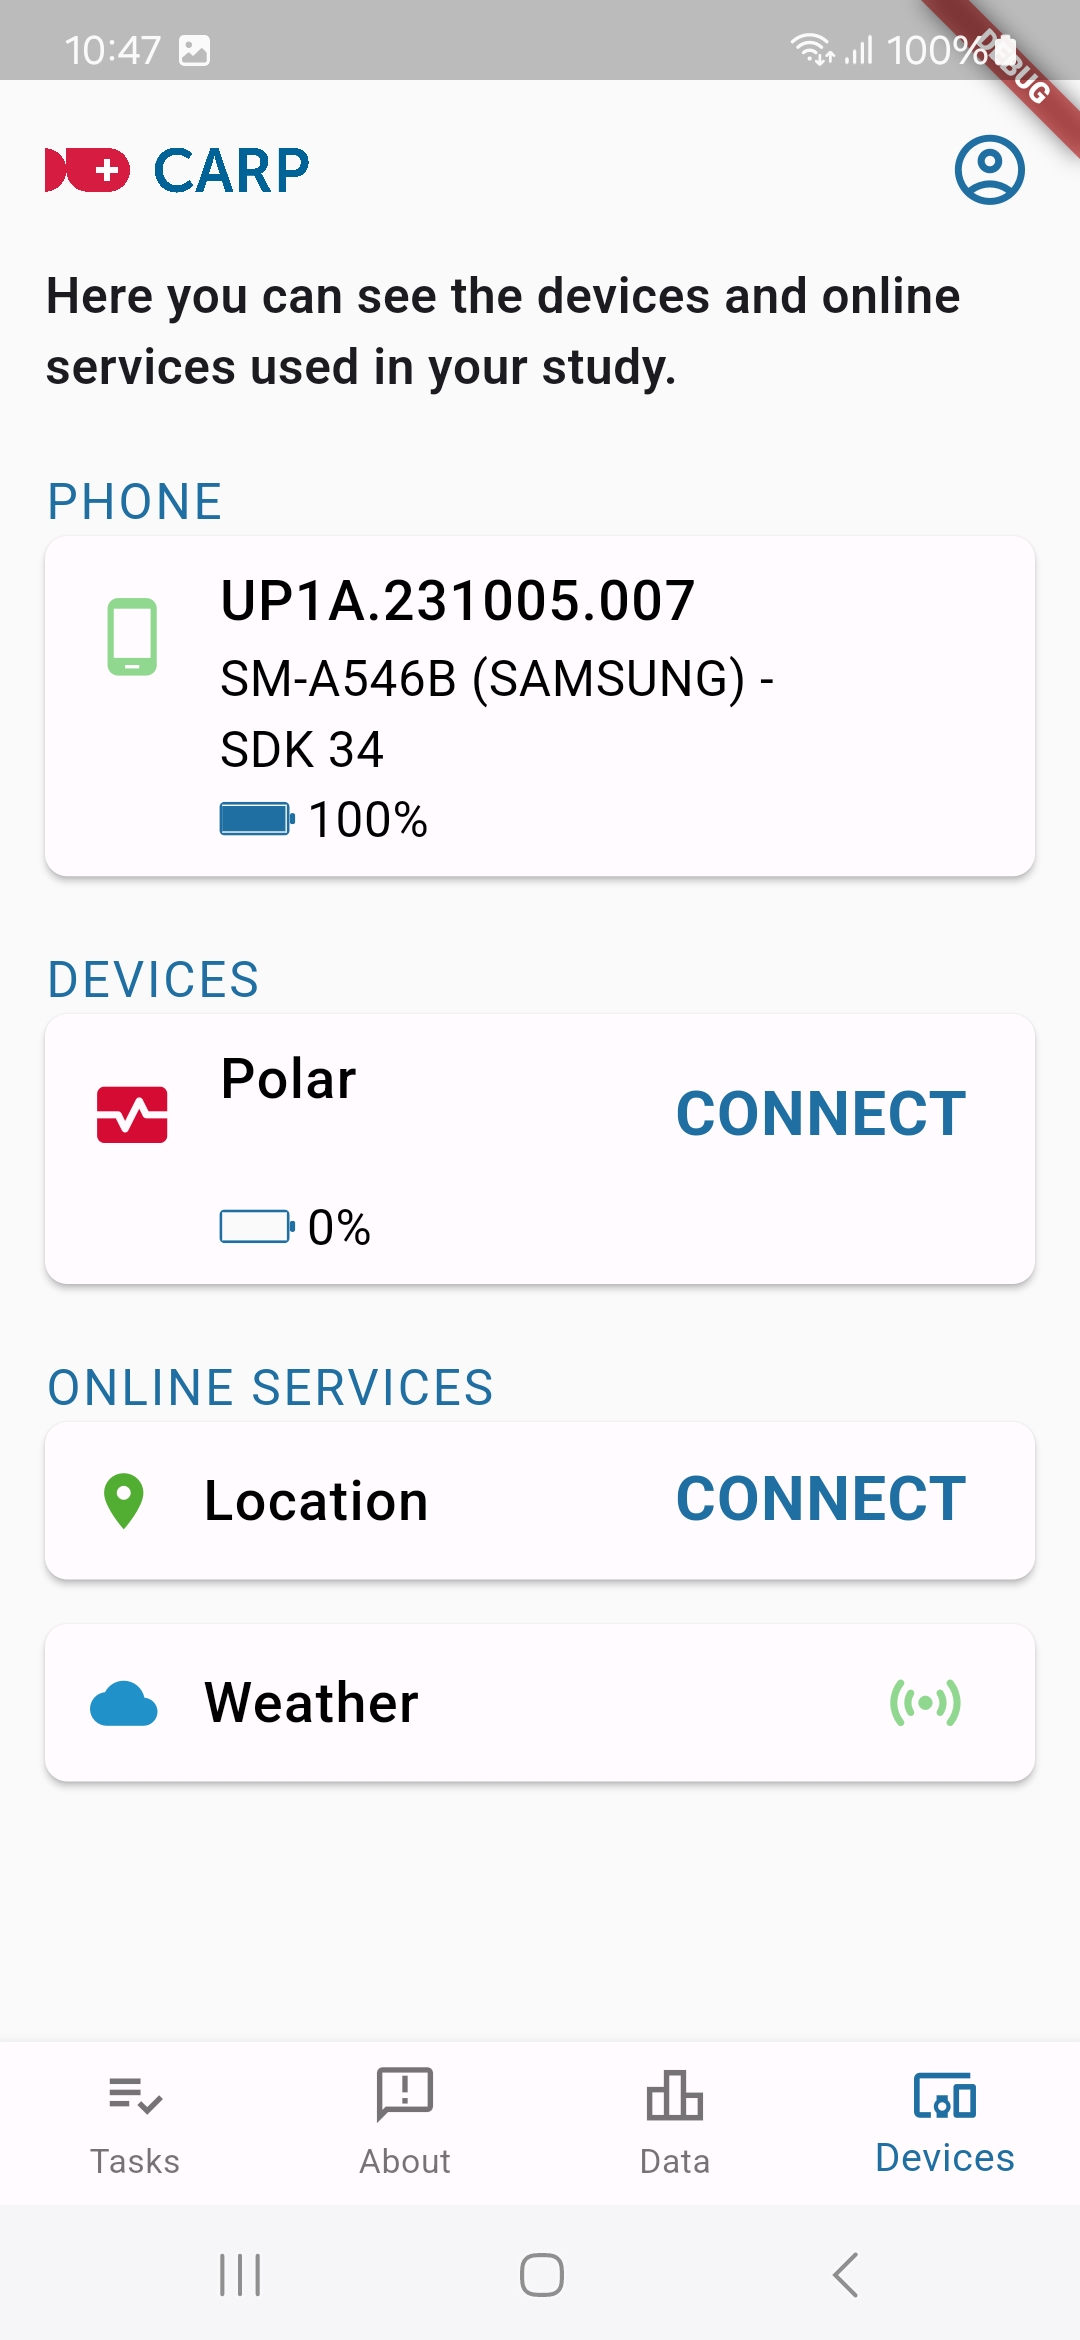 10:47 100%
DEBUG
CARP
Here you can see the devices and online
services used in your study.
PHONE
UP1A.231005.007
SM-A546B (SAMSUNG) -
SDK 34
100%
DEVICES
Polar
CONNECT
0%
ONLINE SERVICES
Location CONNECT
Weather
Tasks About Data Devices